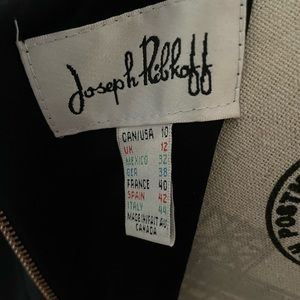 Joseph Ribkoff
CAN/USA 10
UK 12
MEXICO 32
GER 38
FRANCE 40
SPAIN 42
ITALY 44
MADE IN/FAIT AU
CANADA